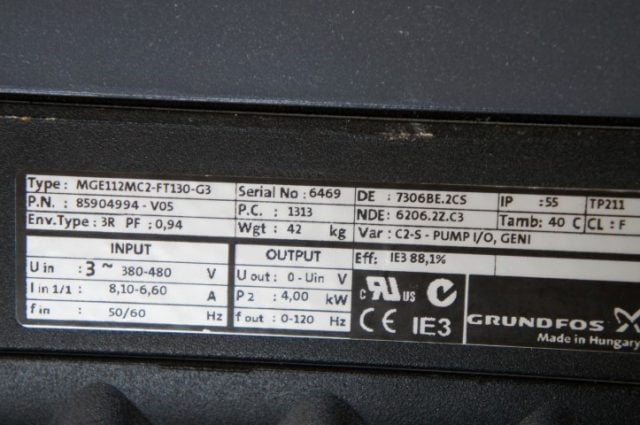 Type : MGE112MC2-FT130-G3
P.N. : 85904994 - V05
Env.Type : 3R PF : 0,94
Serial No : 6469
P.C. : 1313
Wgt : 42 kg
DE : 7306BE.2CS
NDE: 6206.2Z.C3
IP : 55
Tamb: 40 C
TP211
CL : F
Var : C2-S - PUMP I/O, GENI
Eff: IE3 88,1%
INPUT
U in : 3 ~ 380-480 V
I in 1/1 : 8,10-6,60 A
f in 50/60 Hz
OUTPUT
U out : 0 - Uin V
P 2 : 4,00 kW
f out : 0-120 Hz
c RU US
CE IE3
GRUNDFOS X
Made in Hungary